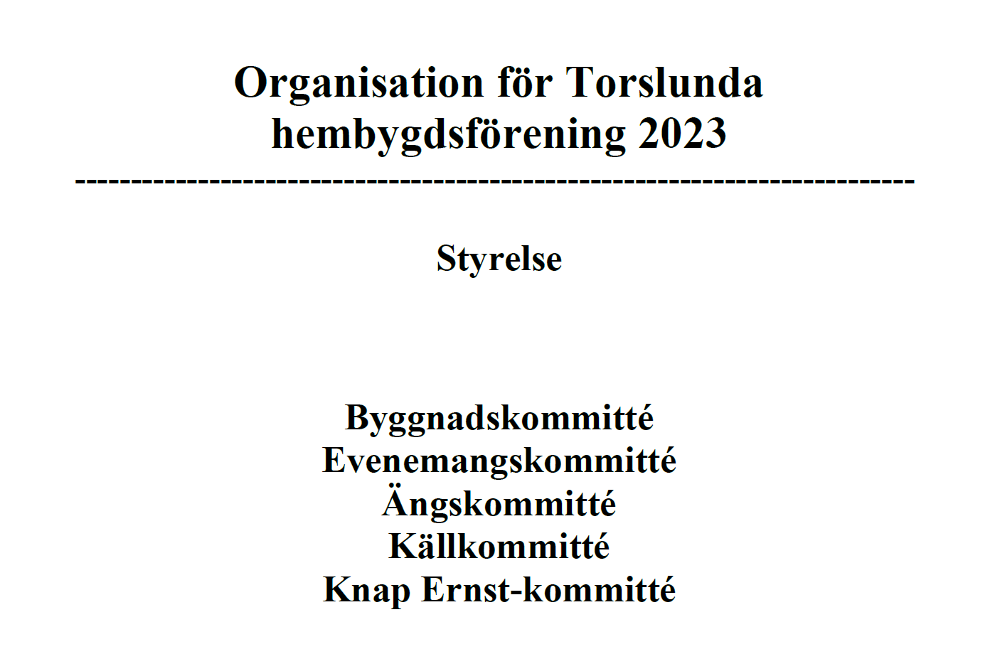 Organisation för Torslunda
hembygdsförening 2023
---------------------------------------------------------------------------
Styrelse
Byggnadskommitté
Evenemangskommitté
Ängskommitté
Källkommitté
Knap Ernst-kommitté